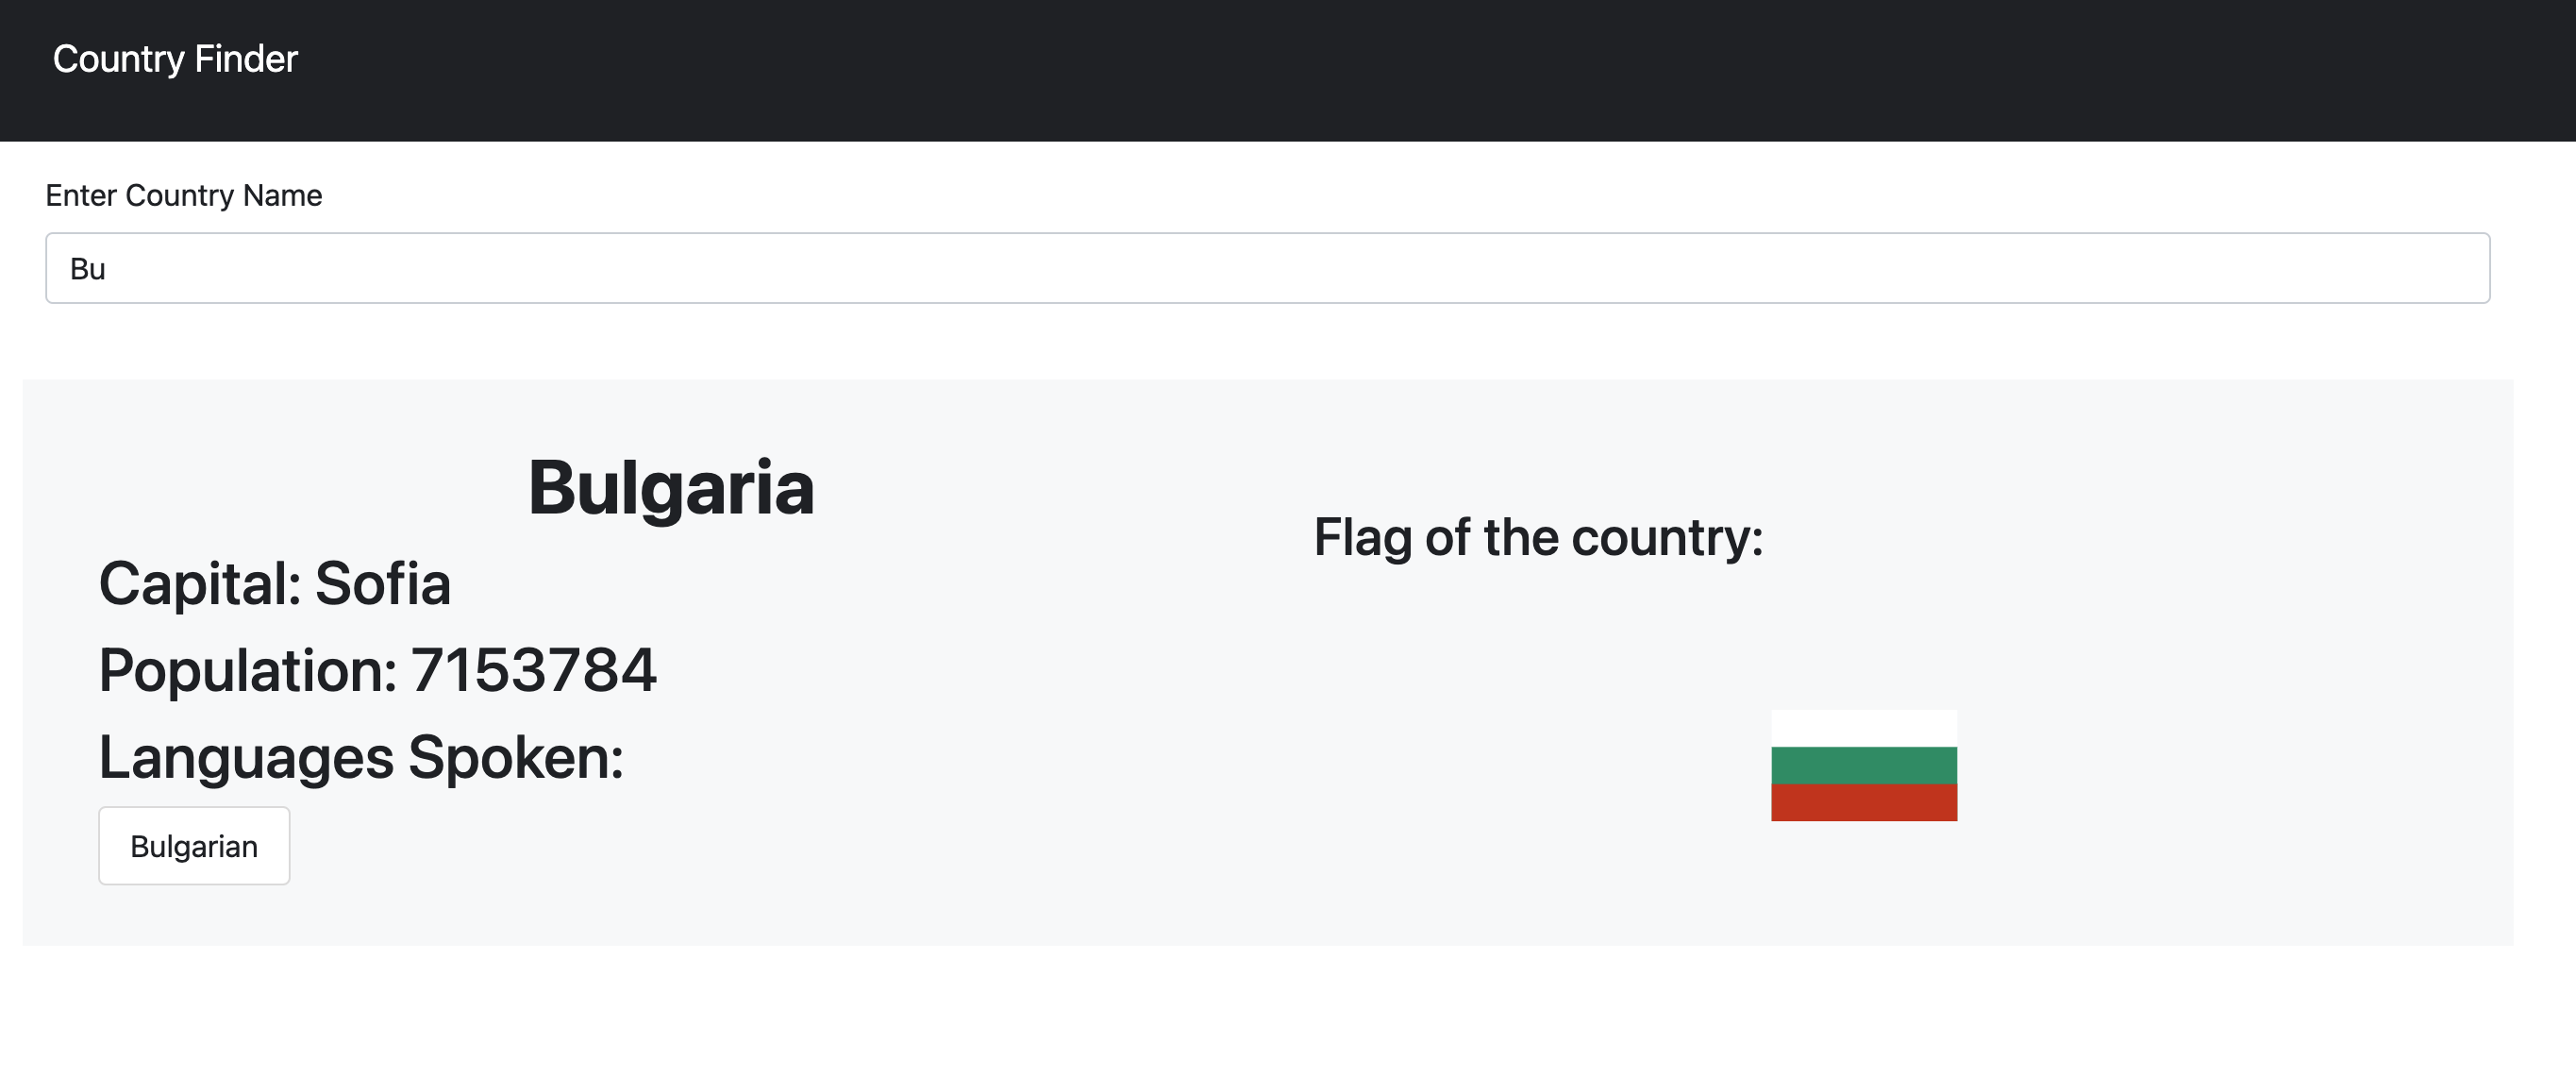 Country Finder
Enter Country Name
Bu
Bulgaria
Capital: Sofia
Population: 7153784
Languages Spoken:
Bulgarian
Flag of the country: